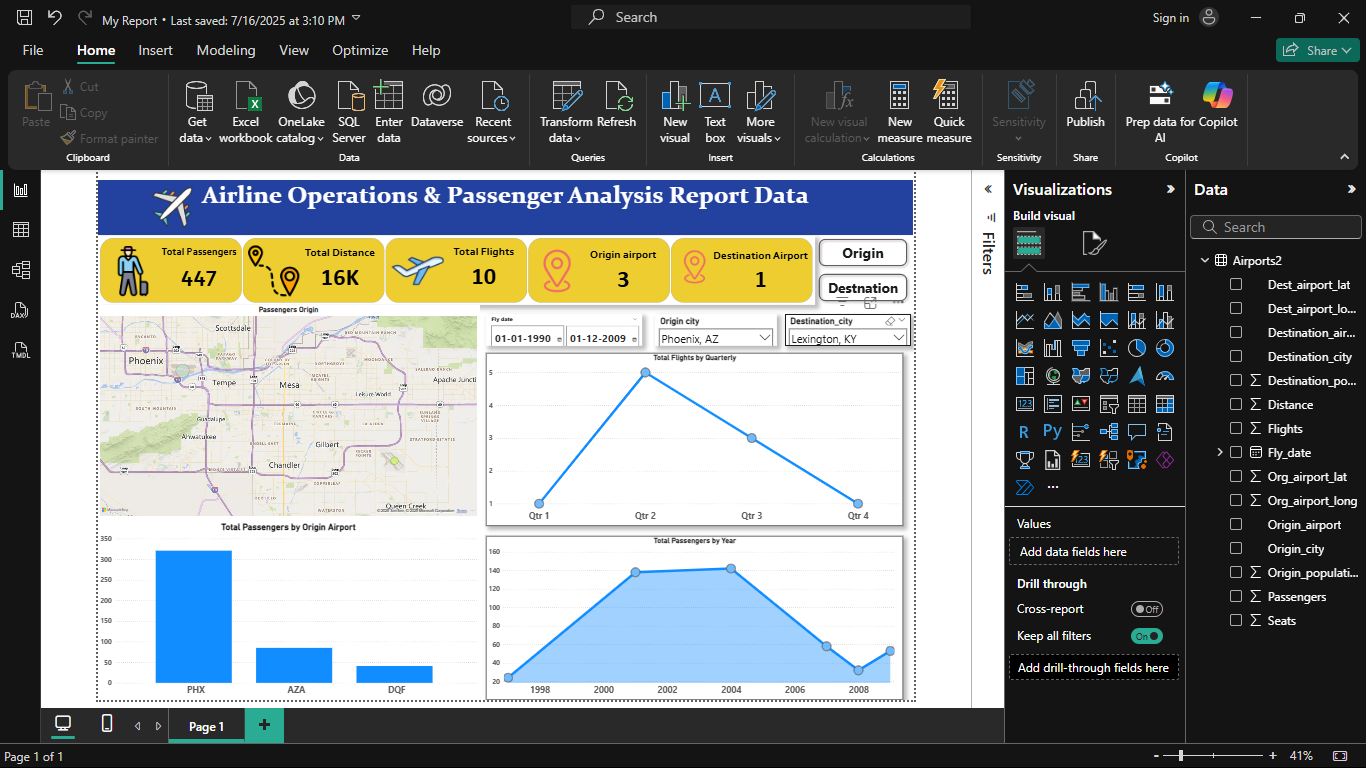 My Report • Last saved: 7/16/2025 at 3:10 PM
Search
Sign in
File Home Insert Modeling View Optimize Help
Share
Paste
Cut
Copy
Format painter
Clipboard
Get data
Excel workbook
OneLake catalog
SQL Server
Enter data
Dataverse
Recent sources
Data
Transform data
Refresh
Queries
New visual
Text box
More visuals
Insert
New visual calculation
New measure
Quick measure
Calculations
Sensitivity
Sensitivity
Publish
Share
Prep data for AI
Copilot
Copilot
Airline Operations & Passenger Analysis Report Data
Total Passengers
447
Total Distance
16K
Total Flights
10
Origin airport
3
Destination Airport
1
Origin
Destnation
Passengers Origin
Scottsdale
Phoenix
Tempe
Mesa
Apache Juncti
Guadalupe
Ahwatukee
Gilbert
Chandler
Queen Creek
Fly date
01-01-1990
01-12-2009
Origin city
Phoenix, AZ
Destination_city
Lexington, KY
Total Flights by Quarterly
5
4
3
2
1
Qtr 1 Qtr 2 Qtr 3 Qtr 4
Total Passengers by Origin Airport
350
300
250
200
150
100
50
0
PHX AZA DQF
Total Passengers by Year
160
140
120
100
80
60
40
20
1998 2000 2002 2004 2006 2008
Filters
Visualizations
Build visual
Values
Add data fields here
Drill through
Cross-report
Off
Keep all filters
On
Add drill-through fields here
Data
Search
Airports2
Dest_airport_lat
Dest_airport_lo...
Destination_air...
Destination_city
Destination_po...
Distance
Flights
Fly_date
Org_airport_lat
Org_airport_long
Origin_airport
Origin_city
Origin_populati...
Passengers
Seats
Page 1
Page 1 of 1
41%